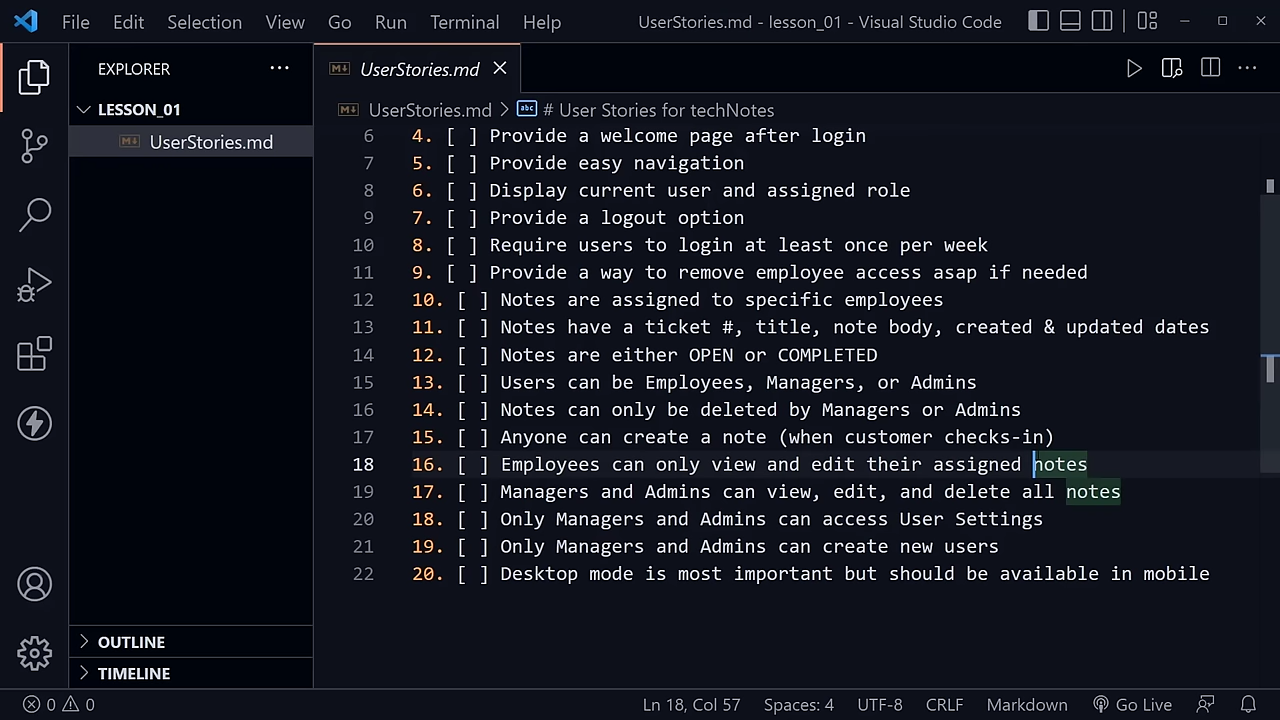 File Edit Selection View Go Run Terminal Help UserStories.md - lesson_01 - Visual Studio Code
EXPLORER ···
UserStories.md
LESSON_01
UserStories.md > # User Stories for techNotes
UserStories.md
6 4. [ ] Provide a welcome page after login
7 5. [ ] Provide easy navigation
8 6. [ ] Display current user and assigned role
9 7. [ ] Provide a logout option
10 8. [ ] Require users to login at least once per week
11 9. [ ] Provide a way to remove employee access asap if needed
12 10. [ ] Notes are assigned to specific employees
13 11. [ ] Notes have a ticket #, title, note body, created & updated dates
14 12. [ ] Notes are either OPEN or COMPLETED
15 13. [ ] Users can be Employees, Managers, or Admins
16 14. [ ] Notes can only be deleted by Managers or Admins
17 15. [ ] Anyone can create a note (when customer checks-in)
18 16. [ ] Employees can only view and edit their assigned notes
19 17. [ ] Managers and Admins can view, edit, and delete all notes
20 18. [ ] Only Managers and Admins can access User Settings
21 19. [ ] Only Managers and Admins can create new users
22 20. [ ] Desktop mode is most important but should be available in mobile
OUTLINE
TIMELINE
0 0 Ln 18, Col 57 Spaces: 4 UTF-8 CRLF Markdown Go Live